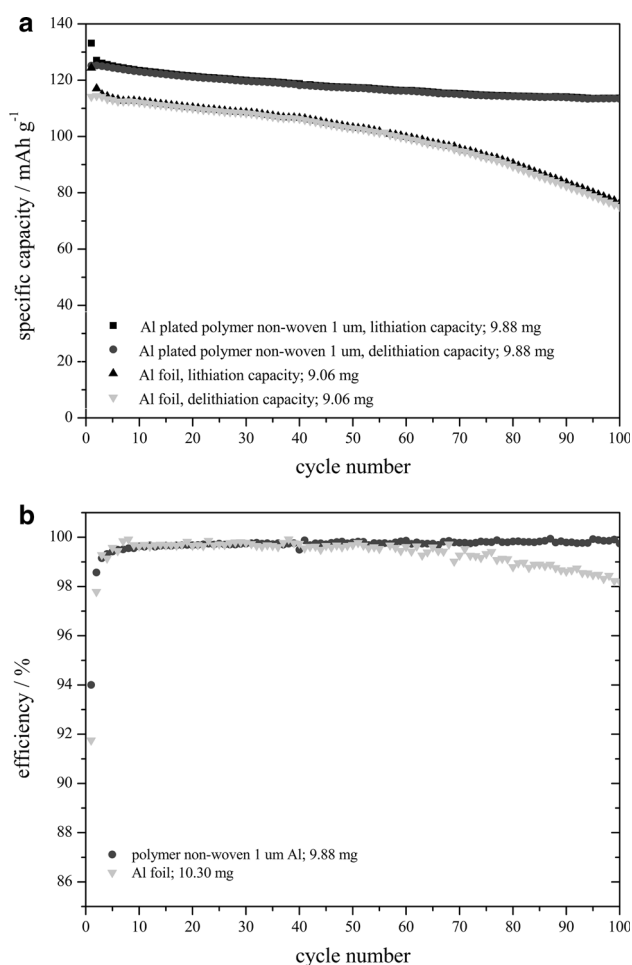 a
140
120
100
80
60
40
20
0
specific capacity / mAh g⁻¹
Al plated polymer non-woven 1 um, lithiation capacity; 9.88 mg
Al plated polymer non-woven 1 um, delithiation capacity; 9.88 mg
Al foil, lithiation capacity; 9.06 mg
Al foil, delithiation capacity; 9.06 mg
0 10 20 30 40 50 60 70 80 90 100
cycle number
b
100
98
96
94
92
90
88
86
efficiency / %
polymer non-woven 1 um Al; 9.88 mg
Al foil; 10.30 mg
0 10 20 30 40 50 60 70 80 90 100
cycle number